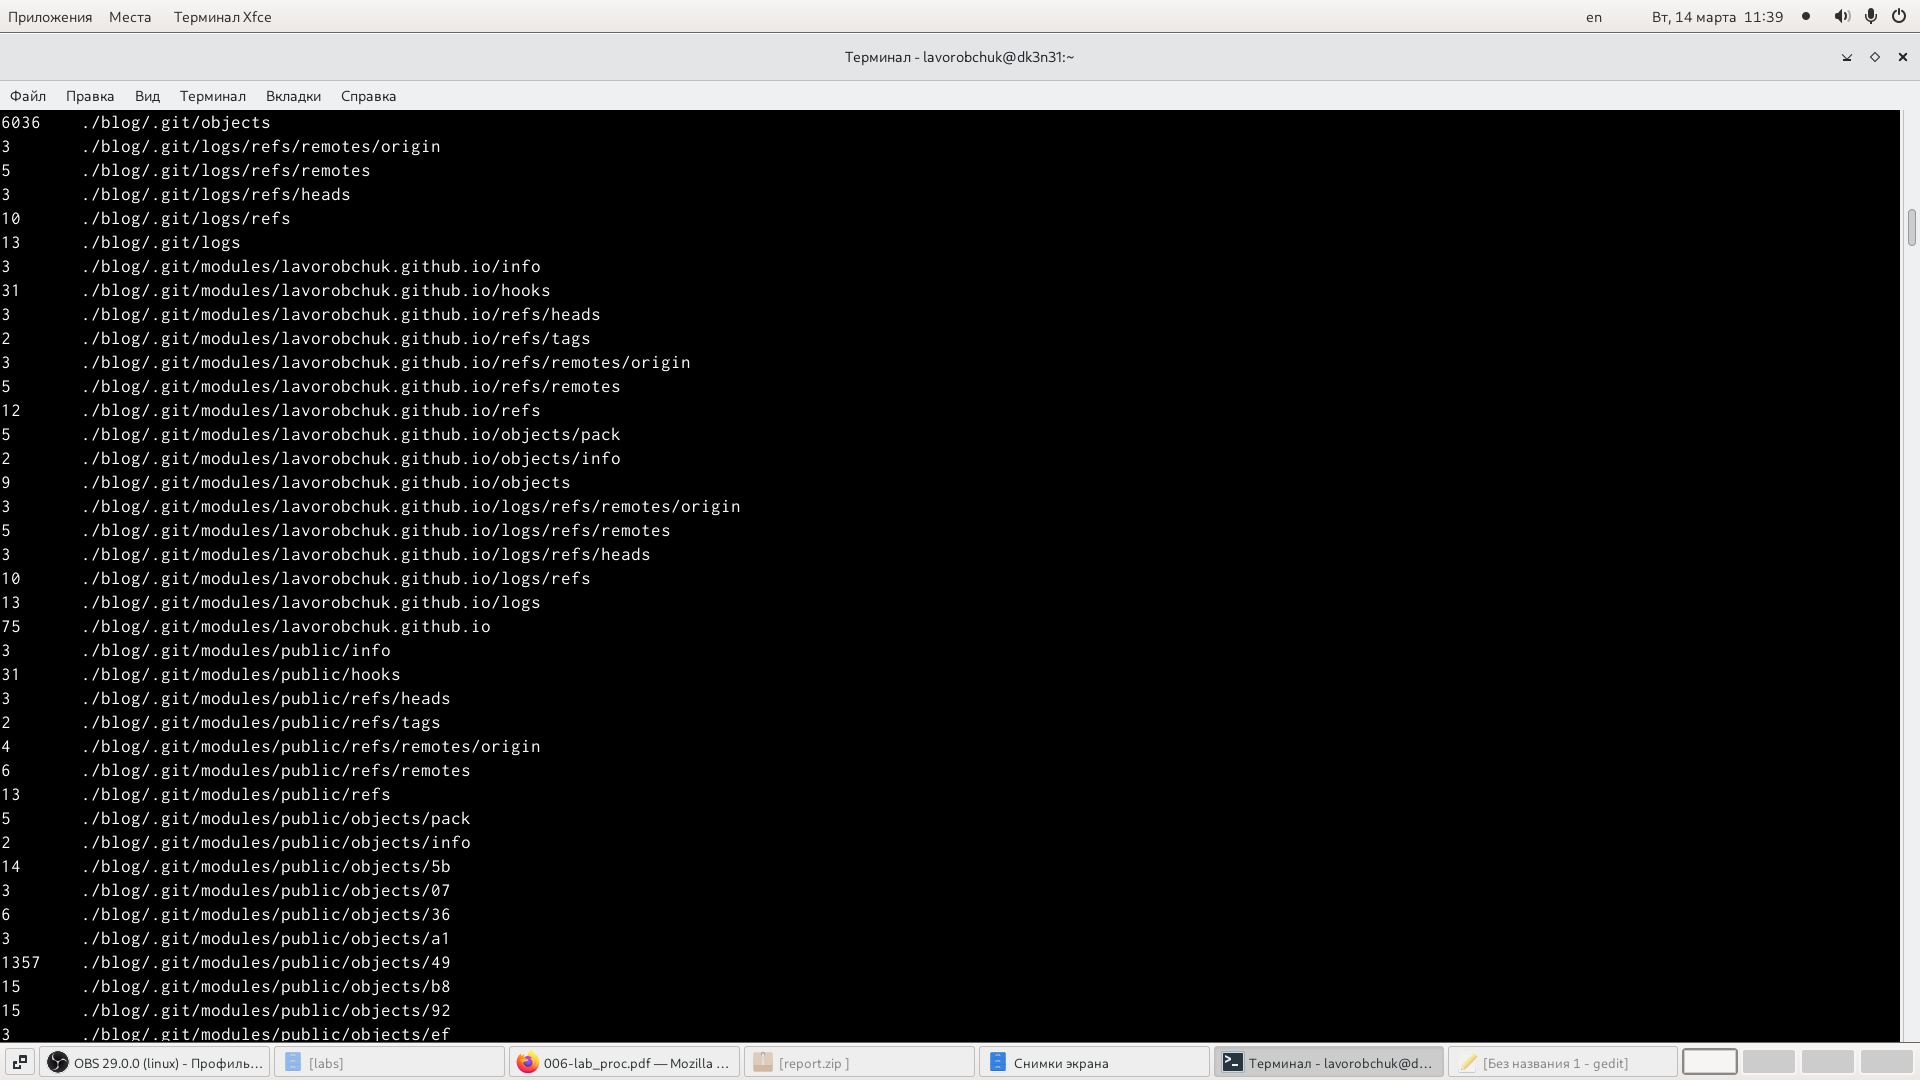 Приложения Места Терминал Xfce en Вт, 14 марта 11:39
Терминал - lavorobchuk@dk3n31:~
Файл Правка Вид Терминал Вкладки Справка
6036 ./blog/.git/objects
3 ./blog/.git/logs/refs/remotes/origin
5 ./blog/.git/logs/refs/remotes
3 ./blog/.git/logs/refs/heads
10 ./blog/.git/logs/refs
13 ./blog/.git/logs
3 ./blog/.git/modules/lavorobchuk.github.io/info
31 ./blog/.git/modules/lavorobchuk.github.io/hooks
3 ./blog/.git/modules/lavorobchuk.github.io/refs/heads
2 ./blog/.git/modules/lavorobchuk.github.io/refs/tags
3 ./blog/.git/modules/lavorobchuk.github.io/refs/remotes/origin
5 ./blog/.git/modules/lavorobchuk.github.io/refs/remotes
12 ./blog/.git/modules/lavorobchuk.github.io/refs
5 ./blog/.git/modules/lavorobchuk.github.io/objects/pack
2 ./blog/.git/modules/lavorobchuk.github.io/objects/info
9 ./blog/.git/modules/lavorobchuk.github.io/objects
3 ./blog/.git/modules/lavorobchuk.github.io/logs/refs/remotes/origin
5 ./blog/.git/modules/lavorobchuk.github.io/logs/refs/remotes
3 ./blog/.git/modules/lavorobchuk.github.io/logs/refs/heads
10 ./blog/.git/modules/lavorobchuk.github.io/logs/refs
13 ./blog/.git/modules/lavorobchuk.github.io/logs
75 ./blog/.git/modules/lavorobchuk.github.io
3 ./blog/.git/modules/public/info
31 ./blog/.git/modules/public/hooks
3 ./blog/.git/modules/public/refs/heads
2 ./blog/.git/modules/public/refs/tags
4 ./blog/.git/modules/public/refs/remotes/origin
6 ./blog/.git/modules/public/refs/remotes
13 ./blog/.git/modules/public/refs
5 ./blog/.git/modules/public/objects/pack
2 ./blog/.git/modules/public/objects/info
14 ./blog/.git/modules/public/objects/5b
3 ./blog/.git/modules/public/objects/07
6 ./blog/.git/modules/public/objects/36
3 ./blog/.git/modules/public/objects/a1
1357 ./blog/.git/modules/public/objects/49
15 ./blog/.git/modules/public/objects/b8
15 ./blog/.git/modules/public/objects/92
3 ./blog/.git/modules/public/objects/ef
OBS 29.0.0 (linux) - Профиль... [labs] 006-lab_proc.pdf — Mozilla ... [report.zip ] Снимки экрана Терминал - lavorobchuk@d... [Без названия 1 - gedit]